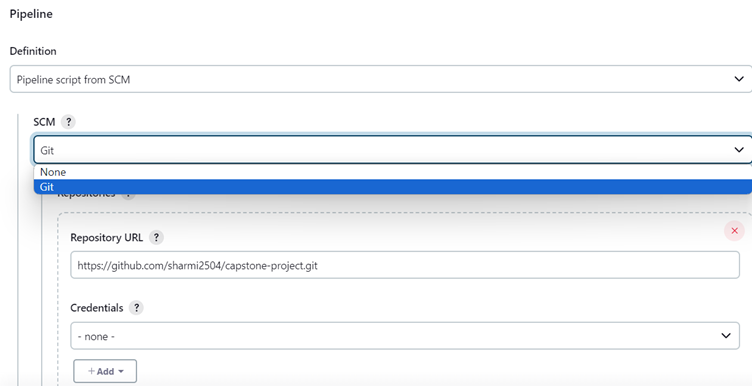 Pipeline
Definition
Pipeline script from SCM
SCM ?
Git
None
Git
Repositories ?
Repository URL ?
https://github.com/sharmi2504/capstone-project.git
Credentials ?
- none -
+ Add